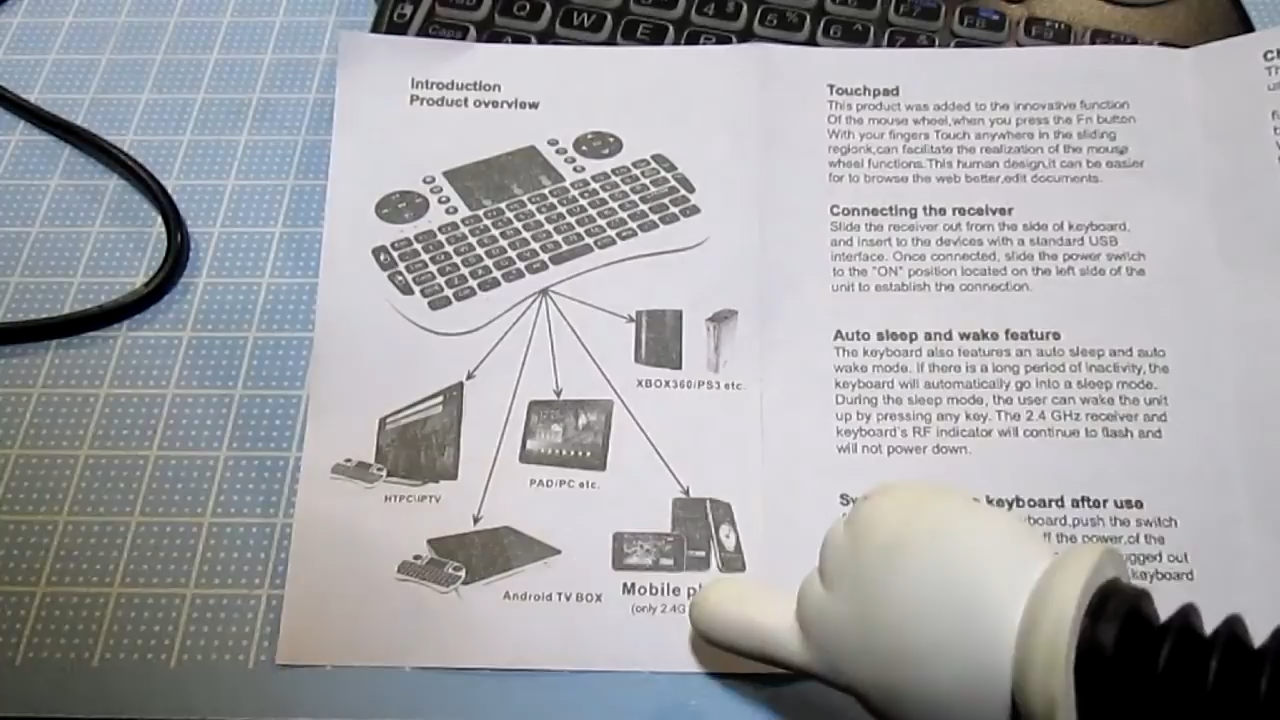 Q
W
E
4 $
5 %
6 ^
7 &
F7
F8
F9
Caps
Introduction
Product overview
XBOX360/PS3 etc.
HTPC\IPTV
PAD/PC etc.
Android TV BOX
Mobile
(only 2.4G
Touchpad
This product was added to the innovative function
Of the mouse wheel,when you press the Fn button
With your fingers Touch anywhere in the sliding
regionk,can facilitate the realization of the mouse
wheel functions.This human design,it can be easier
for to browse the web better,edit documents.
Connecting the receiver
Slide the receiver out from the side of keyboard,
and insert to the devices with a standard USB
interface. Once connected, slide the power switch
to the "ON" position located on the left side of the
unit to establish the connection.
Auto sleep and wake feature
The keyboard also features an auto sleep and auto
wake mode. If there is a long period of inactivity, the
keyboard will automatically go into a sleep mode.
During the sleep mode, the user can wake the unit
up by pressing any key. The 2.4 GHz receiver and
keyboard's RF indicator will continue to flash and
will not power down.
keyboard after use
push the switch
the power,of the
out
keyboard